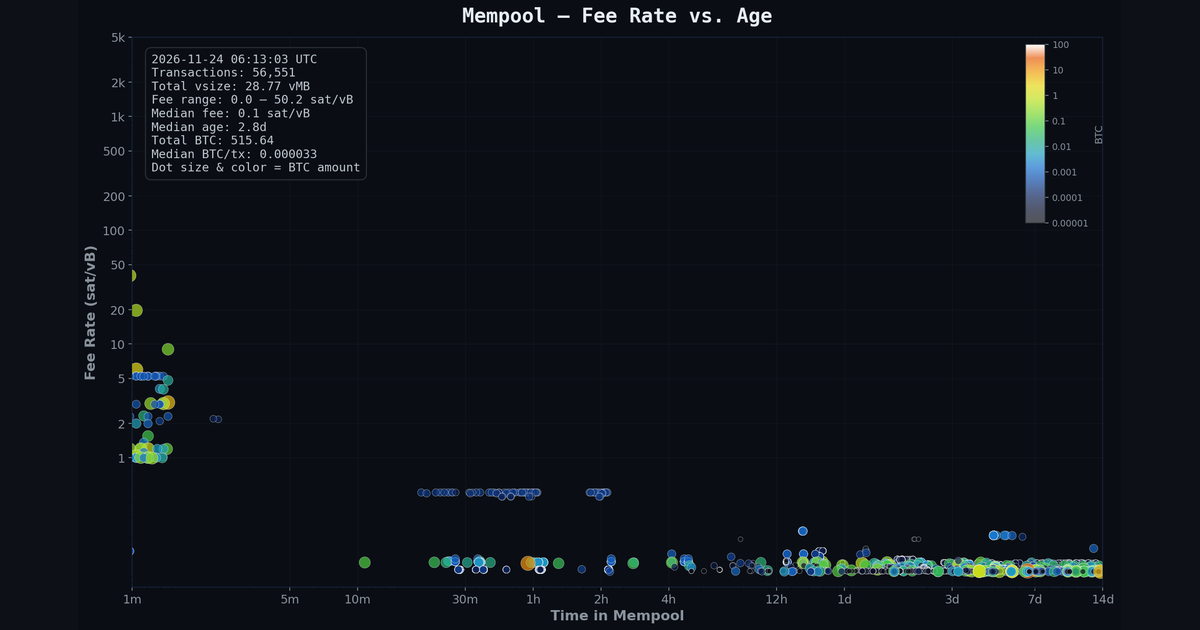 Mempool — Fee Rate vs. Age
2026-11-24 06:13:03 UTC
Transactions: 56,551
Total vsize: 28.77 vMB
Fee range: 0.0 – 50.2 sat/vB
Median fee: 0.1 sat/vB
Median age: 2.8d
Total BTC: 515.64
Median BTC/tx: 0.000033
Dot size & color = BTC amount
100
10
1
0.1
0.01
0.001
0.0001
0.00001
BTC
5k
2k
1k
500
200
100
50
20
10
5
2
1
Fee Rate (sat/vB)
1m 5m 10m 30m 1h 2h 4h 12h 1d 3d 7d 14d
Time in Mempool